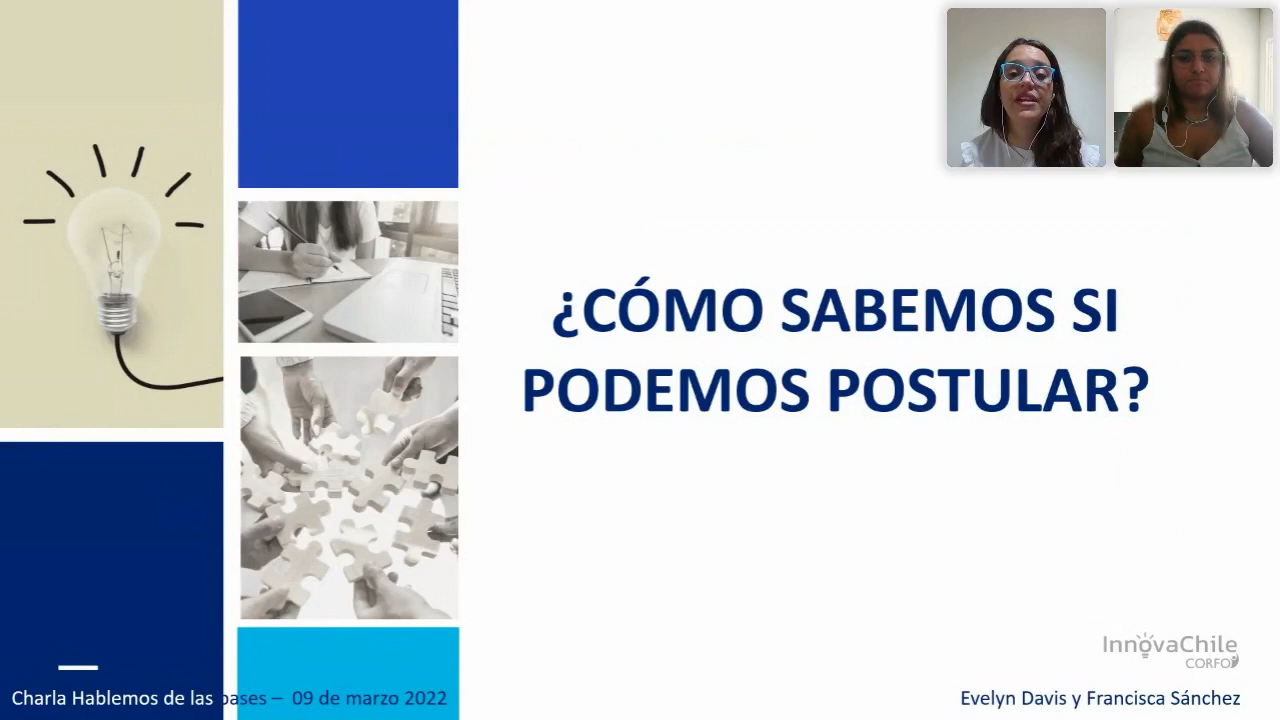 ¿CÓMO SABEMOS SI
PODEMOS POSTULAR?
InnovaChile
CORFO
Charla Hablemos de las bases – 09 de marzo 2022
Evelyn Davis y Francisca Sánchez